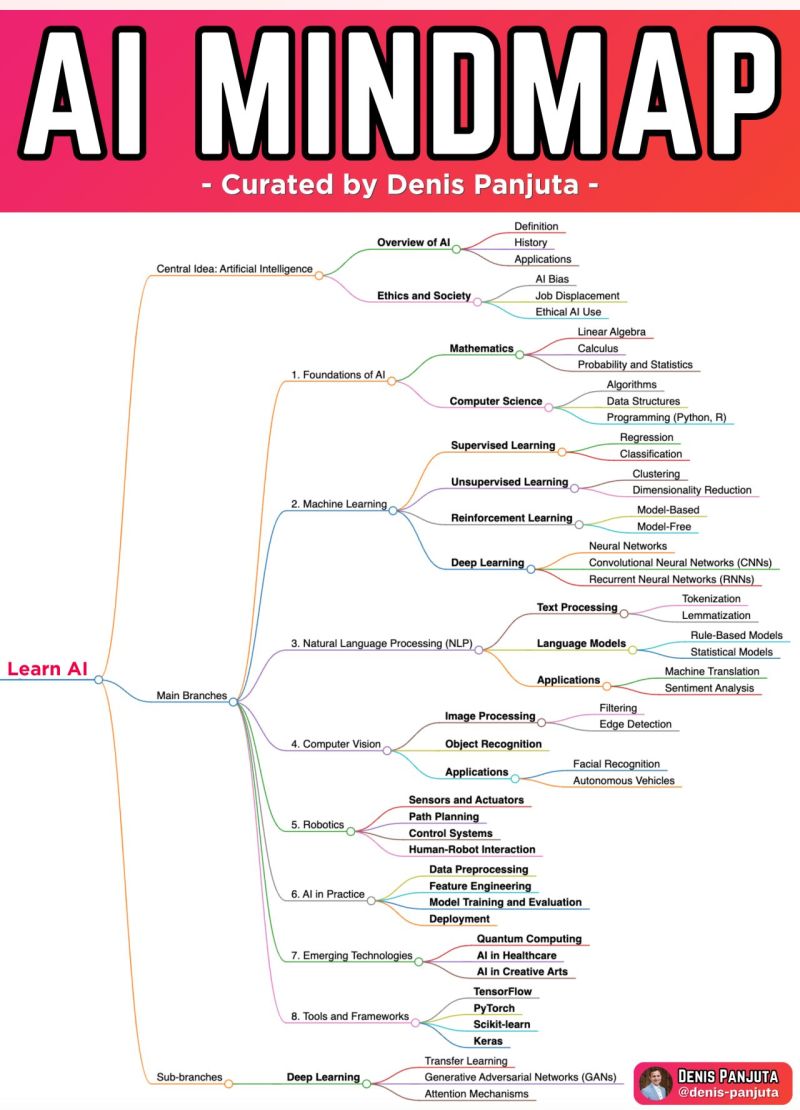 AI MINDMAP
- Curated by Denis Panjuta -
Learn AI
Central Idea: Artificial Intelligence
Overview of AI
Definition
History
Applications
Ethics and Society
AI Bias
Job Displacement
Ethical AI Use
Main Branches
1. Foundations of AI
Mathematics
Linear Algebra
Calculus
Probability and Statistics
Computer Science
Algorithms
Data Structures
Programming (Python, R)
2. Machine Learning
Supervised Learning
Regression
Classification
Unsupervised Learning
Clustering
Dimensionality Reduction
Reinforcement Learning
Model-Based
Model-Free
Deep Learning
Neural Networks
Convolutional Neural Networks (CNNs)
Recurrent Neural Networks (RNNs)
3. Natural Language Processing (NLP)
Text Processing
Tokenization
Lemmatization
Language Models
Rule-Based Models
Statistical Models
Applications
Machine Translation
Sentiment Analysis
4. Computer Vision
Image Processing
Filtering
Edge Detection
Object Recognition
Applications
Facial Recognition
Autonomous Vehicles
5. Robotics
Sensors and Actuators
Path Planning
Control Systems
Human-Robot Interaction
6. AI in Practice
Data Preprocessing
Feature Engineering
Model Training and Evaluation
Deployment
7. Emerging Technologies
Quantum Computing
AI in Healthcare
AI in Creative Arts
8. Tools and Frameworks
TensorFlow
PyTorch
Scikit-learn
Keras
Sub-branches
Deep Learning
Transfer Learning
Generative Adversarial Networks (GANs)
Attention Mechanisms
DENIS PANJUTA
@denis-panjuta